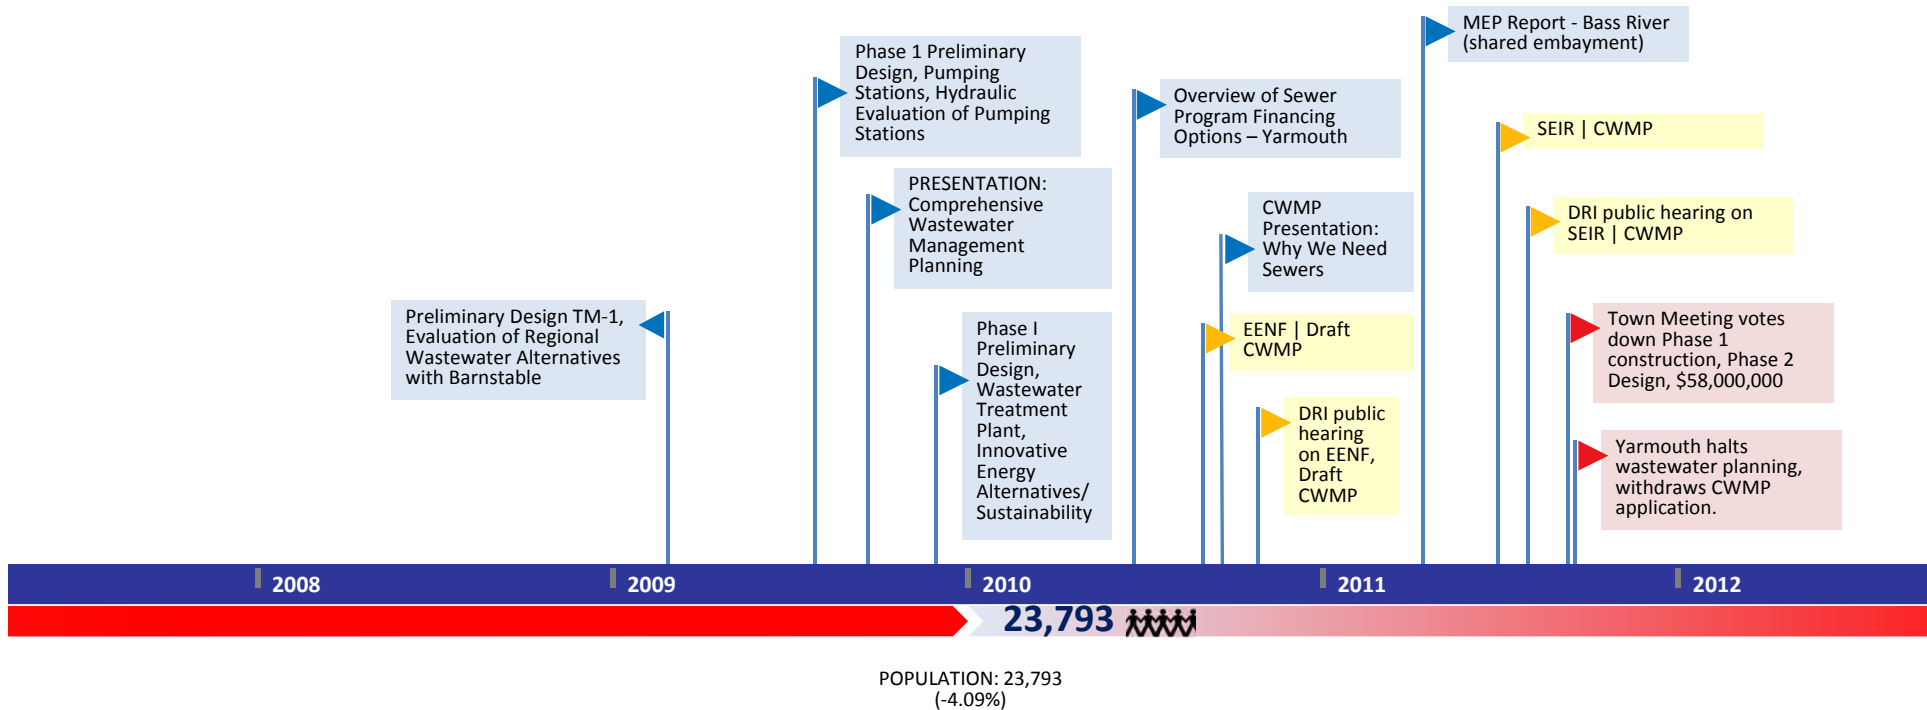 MEP Report - Bass River
(shared embayment)
Phase 1 Preliminary
Design, Pumping
Stations, Hydraulic
Evaluation of Pumping
Stations
Overview of Sewer
Program Financing
Options – Yarmouth
SEIR | CWMP
PRESENTATION:
Comprehensive
Wastewater
Management
Planning
CWMP
Presentation:
Why We Need
Sewers
DRI public hearing on
SEIR | CWMP
Preliminary Design TM-1,
Evaluation of Regional
Wastewater Alternatives
with Barnstable
Phase I
Preliminary
Design,
Wastewater
Treatment
Plant,
Innovative
Energy
Alternatives/
Sustainability
EENF | Draft
CWMP
Town Meeting votes
down Phase 1
construction, Phase 2
Design, $58,000,000
DRI public
hearing
on EENF,
Draft
CWMP
Yarmouth halts
wastewater planning,
withdraws CWMP
application.
2008
2009
2010
2011
2012
23,793
POPULATION: 23,793
(-4.09%)